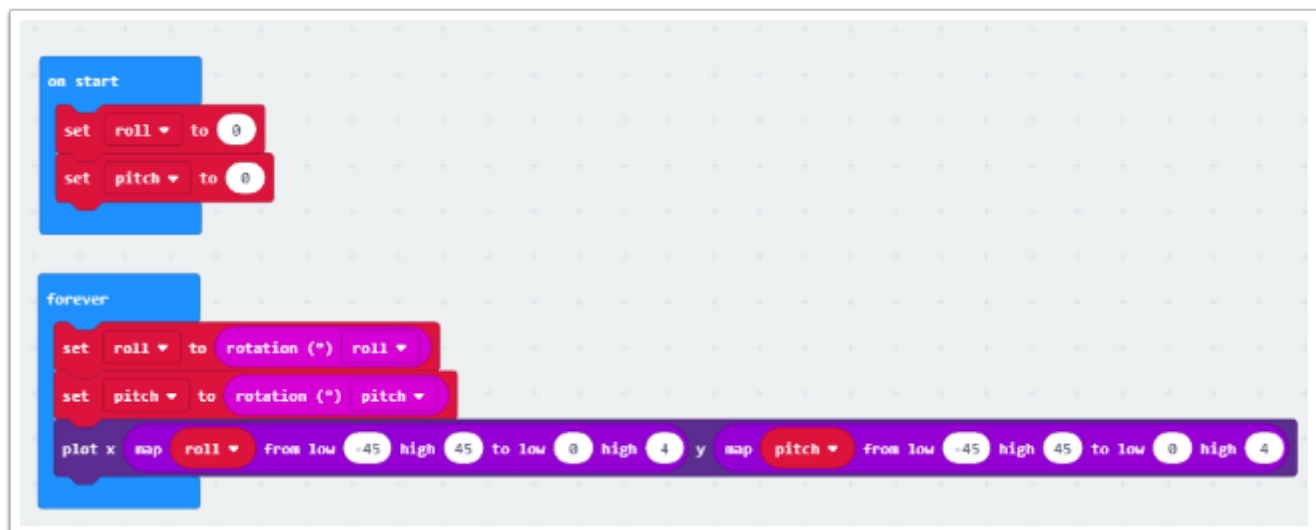 on start
set roll to 0
set pitch to 0
forever
set roll to rotation (°) roll
set pitch to rotation (°) pitch
plot x map roll from low -45 high 45 to low 0 high 4 y map pitch from low -45 high 45 to low 0 high 4